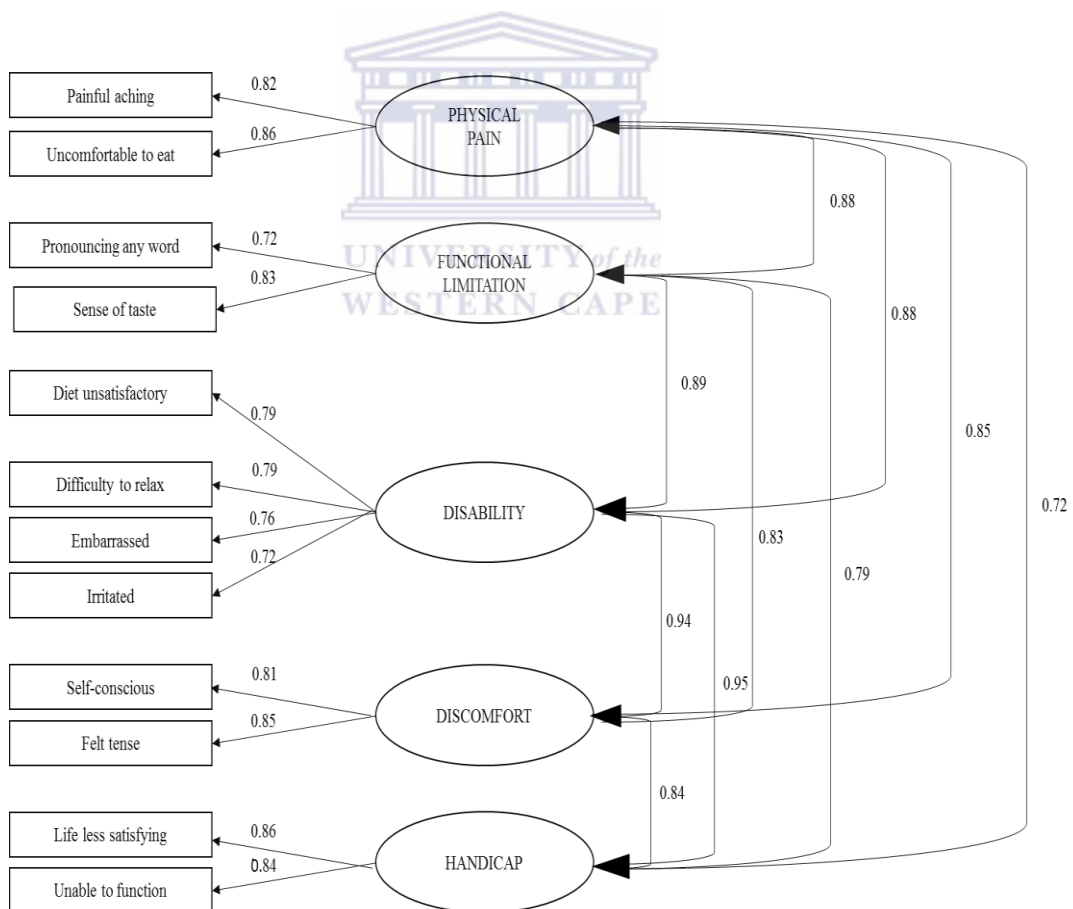 Painful aching
0.82
Uncomfortable to eat
0.86
PHYSICAL
PAIN
0.88
UNIVERSITY of the
WESTERN CAPE
Pronouncing any word
0.72
Sense of taste
0.83
FUNCTIONAL
LIMITATION
0.88
0.89
0.85
Diet unsatisfactory
0.79
Difficulty to relax
0.79
Embarrassed
0.76
Irritated
0.72
DISABILITY
0.83
0.72
0.79
0.94
0.95
Self-conscious
0.81
Felt tense
0.85
DISCOMFORT
0.84
Life less satisfying
0.86
Unable to function
0.84
HANDICAP